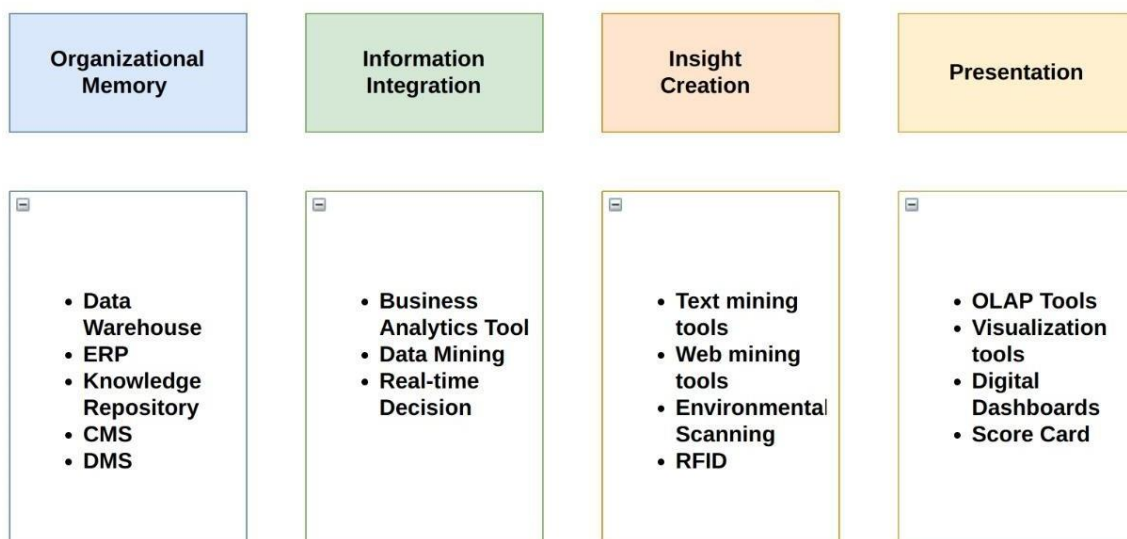 Organizational
Memory
Information
Integration
Insight
Creation
Presentation
• Data
Warehouse
• ERP
• Knowledge
Repository
• CMS
• DMS
• Business
Analytics Tool
• Data Mining
• Real-time
Decision
• Text mining
tools
• Web mining
tools
• Environmental
Scanning
• RFID
• OLAP Tools
• Visualization
tools
• Digital
Dashboards
• Score Card